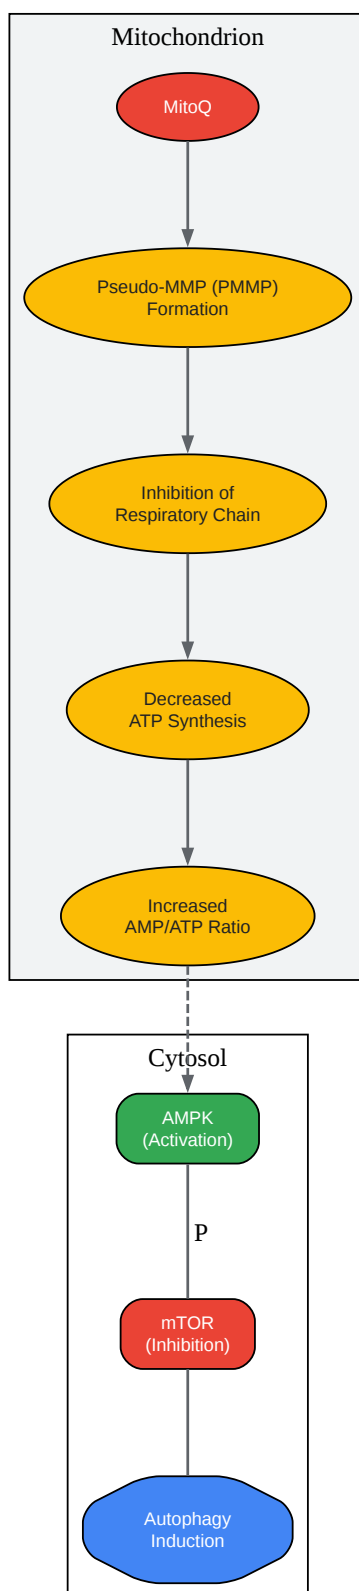 Mitochondrion
MitoQ
Pseudo-MMP (PMMP)
Formation
Inhibition of
Respiratory Chain
Decreased
ATP Synthesis
Increased
AMP/ATP Ratio
Cytosol
AMPK
(Activation)
P
mTOR
(Inhibition)
Autophagy
Induction